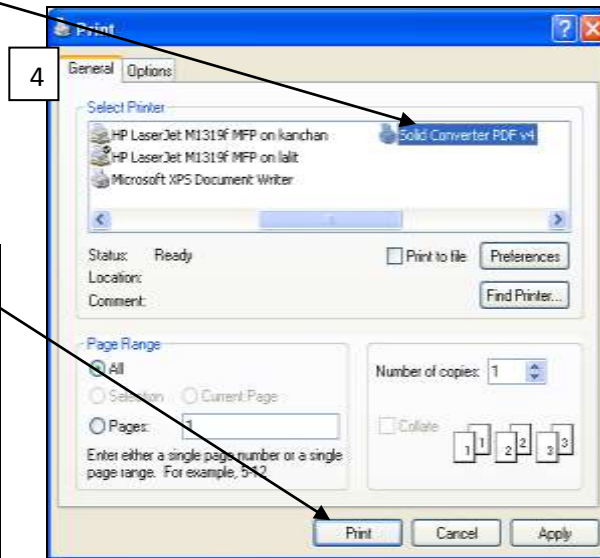 Print
4
General Options
Select Printer
HP LaserJet M1319f MFP on kanchan
Solid Converter PDF v4
HP LaserJet M1319f MFP on lalit
Microsoft XPS Document Writer
Status: Ready
Print to file
Preferences
Location:
Comment:
Find Printer...
Page Range
All
Number of copies: 1
Selection Current Page
Pages: 1
Collate
Enter either a single page number or a single
page range. For example, 5-12
1 1 2 2 3 3
Print Cancel Apply